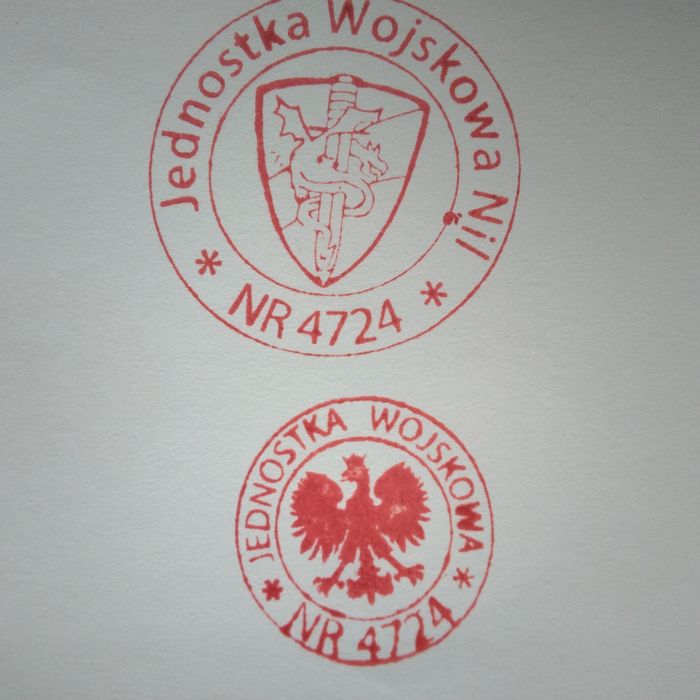 Jednostka Wojskowa Nil
* NR 4724 *
JEDNOSTKA WOJSKOWA
* NR 4724 *